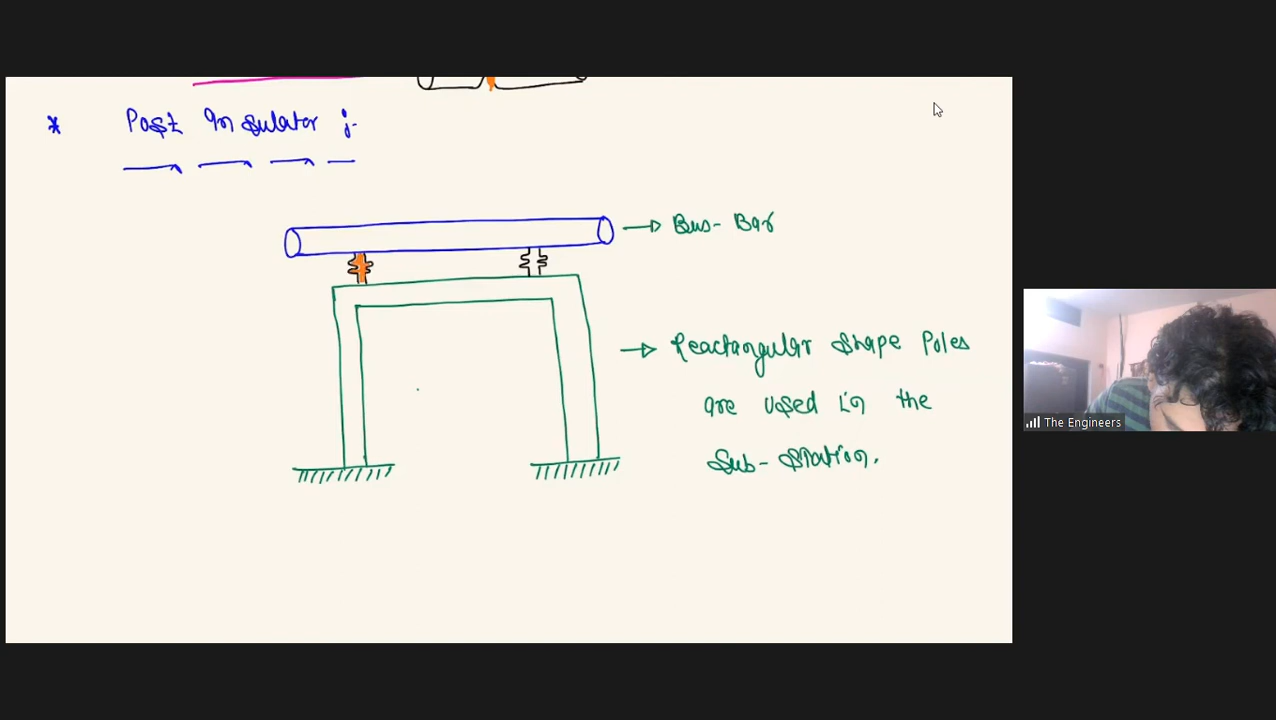 * Post Insulator :-
Bus-Bar
Reactangular Shape Poles
are used in the
Sub-Station.
The Engineers